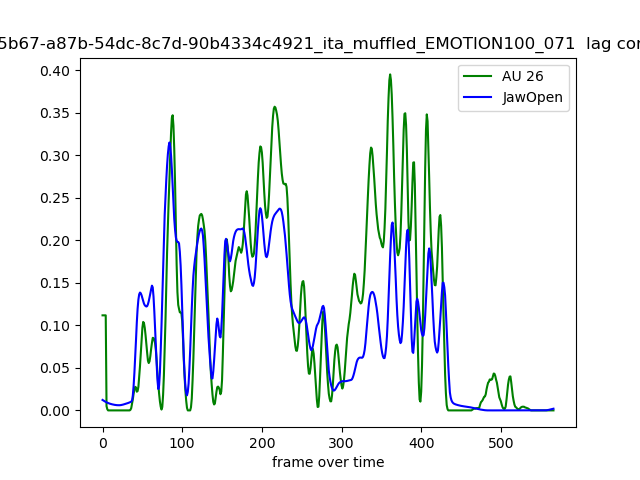 5b67-a87b-54dc-8c7d-90b4334c4921_ita_muffled_EMOTION100_071 lag
AU 26
JawOpen
0.40
0.35
0.30
0.25
0.20
0.15
0.10
0.05
0.00
0 100 200 300 400 500
frame over time